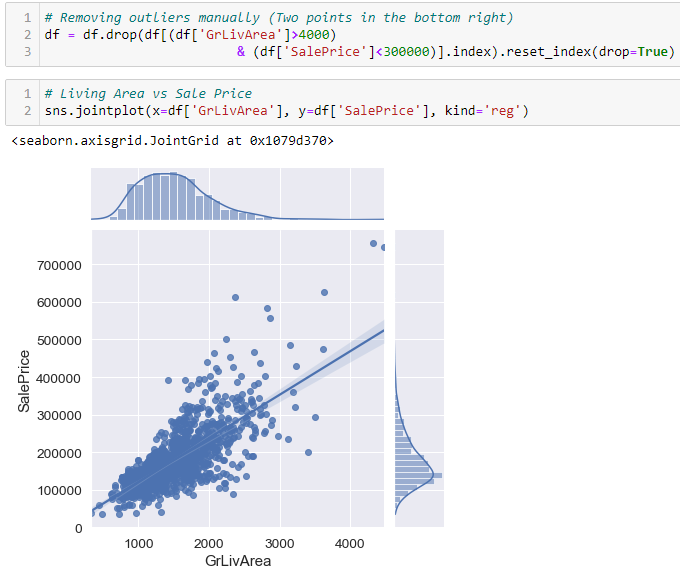 1 # Removing outliers manually (Two points in the bottom right)
2 df = df.drop(df[(df['GrLivArea']>4000)
3 & (df['SalePrice']<300000)].index).reset_index(drop=True)
1 # Living Area vs Sale Price
2 sns.jointplot(x=df['GrLivArea'], y=df['SalePrice'], kind='reg')
<seaborn.axisgrid.JointGrid at 0x1079d370>
700000
600000
500000
400000
300000
200000
100000
0
SalePrice
1000 2000 3000 4000
GrLivArea